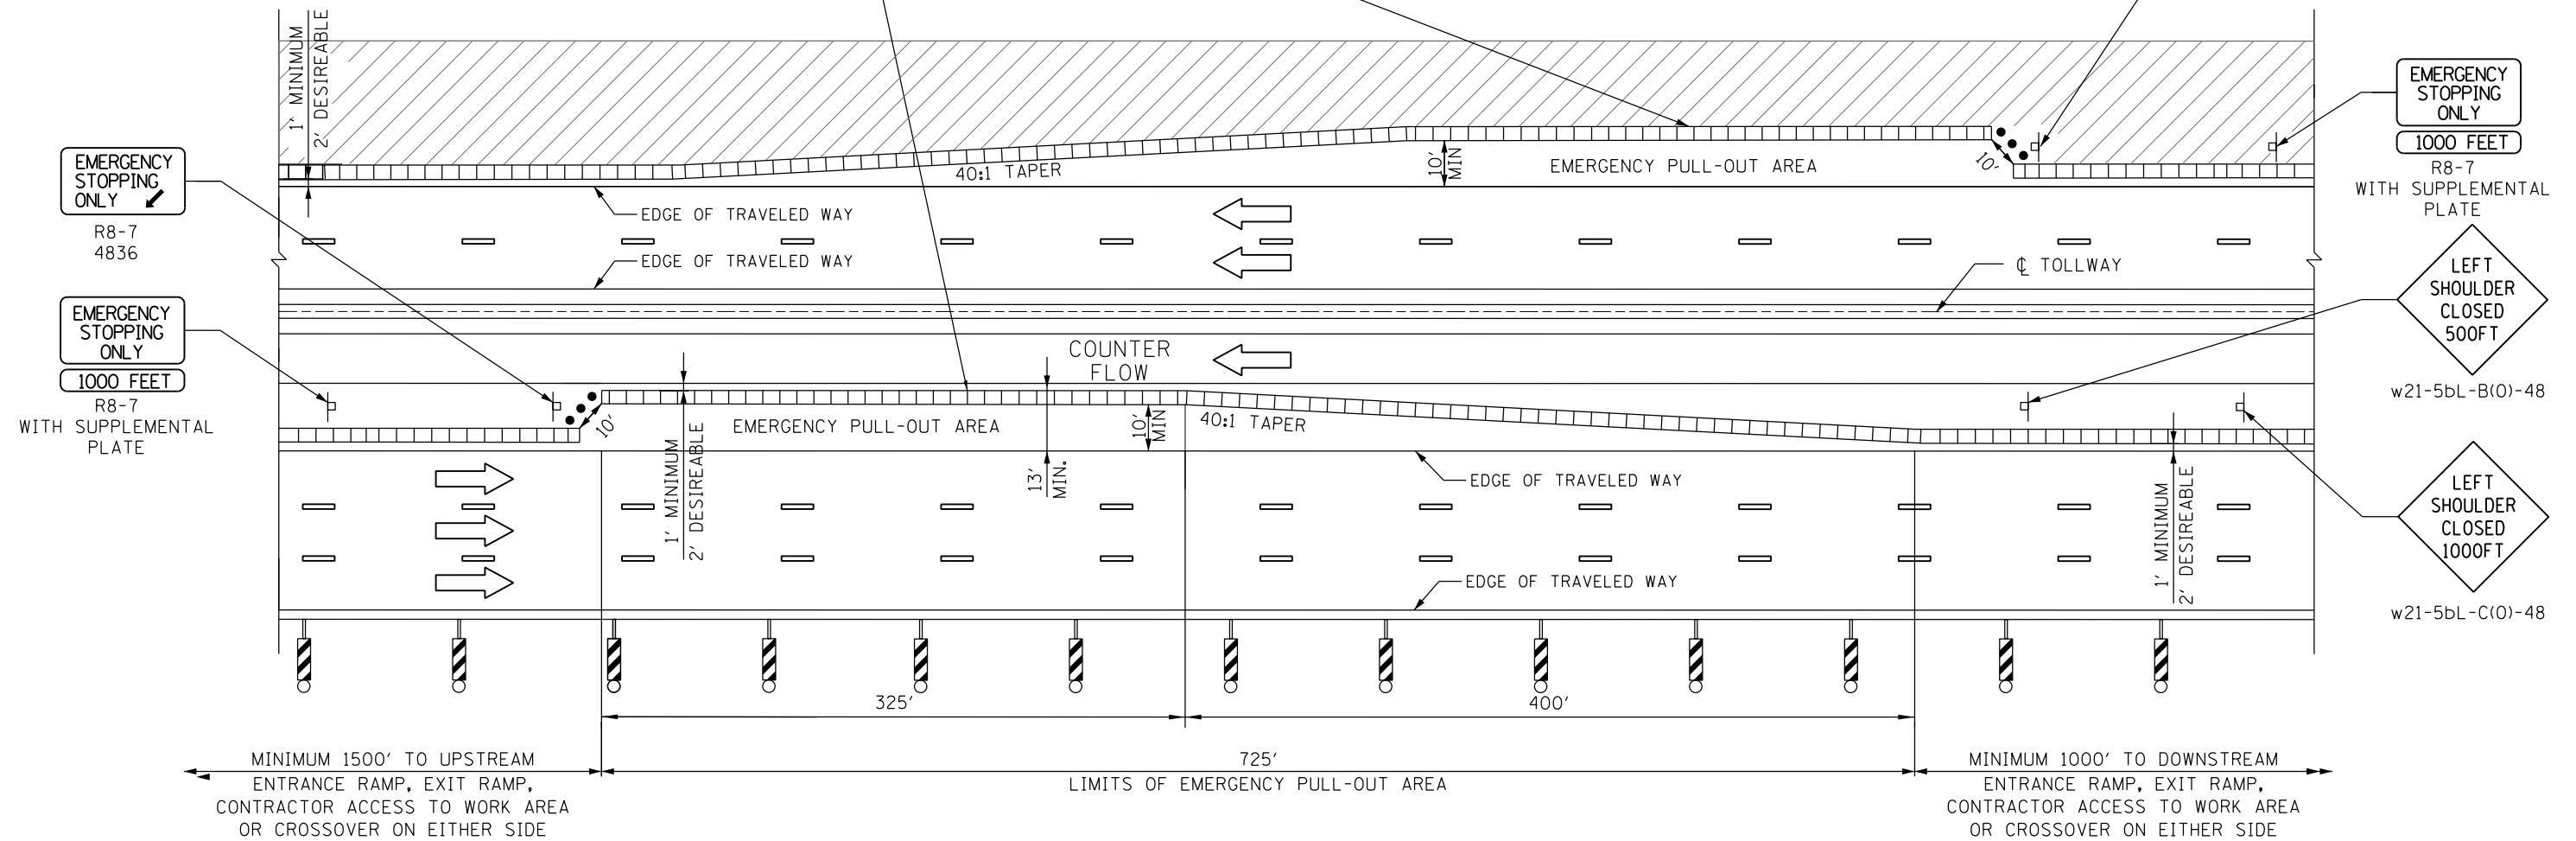 1' MINIMUM
2' DESIREABLE
EMERGENCY
STOPPING
ONLY
R8-7
4836
EMERGENCY
STOPPING
ONLY
1000 FEET
R8-7
WITH SUPPLEMENTAL
PLATE
40:1 TAPER
10'
MIN
EMERGENCY PULL-OUT AREA
10'
EMERGENCY
STOPPING
ONLY
1000 FEET
R8-7
WITH SUPPLEMENTAL
PLATE
EDGE OF TRAVELED WAY
EDGE OF TRAVELED WAY
℄ TOLLWAY
LEFT
SHOULDER
CLOSED
500FT
w21-5bL-B(O)-48
COUNTER
FLOW
10'
EMERGENCY PULL-OUT AREA
1' MINIMUM
2' DESIREABLE
13'
MIN.
10'
MIN
40:1 TAPER
EDGE OF TRAVELED WAY
EDGE OF TRAVELED WAY
1' MINIMUM
2' DESIREABLE
LEFT
SHOULDER
CLOSED
1000FT
w21-5bL-C(O)-48
325'
400'
MINIMUM 1500' TO UPSTREAM
ENTRANCE RAMP, EXIT RAMP,
CONTRACTOR ACCESS TO WORK AREA
OR CROSSOVER ON EITHER SIDE
725'
LIMITS OF EMERGENCY PULL-OUT AREA
MINIMUM 1000' TO DOWNSTREAM
ENTRANCE RAMP, EXIT RAMP,
CONTRACTOR ACCESS TO WORK AREA
OR CROSSOVER ON EITHER SIDE